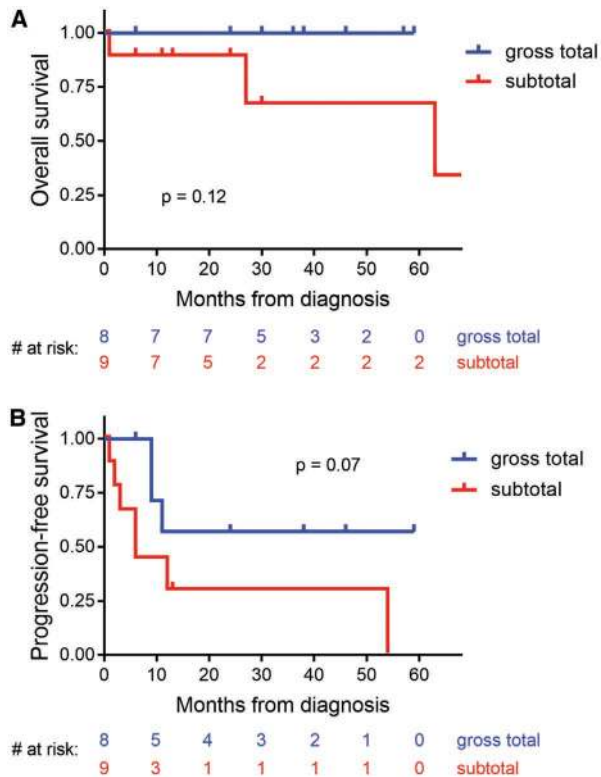 A
1.00
0.75
0.50
0.25
0.00
Overall survival
p = 0.12
gross total
subtotal
0 10 20 30 40 50 60
Months from diagnosis
# at risk:
8 7 7 5 3 2 0 gross total
9 7 5 2 2 2 2 subtotal
B
1.00
0.75
0.50
0.25
0.00
Progression-free survival
p = 0.07
gross total
subtotal
0 10 20 30 40 50 60
Months from diagnosis
# at risk:
8 5 4 3 2 1 0 gross total
9 3 1 1 1 1 0 subtotal